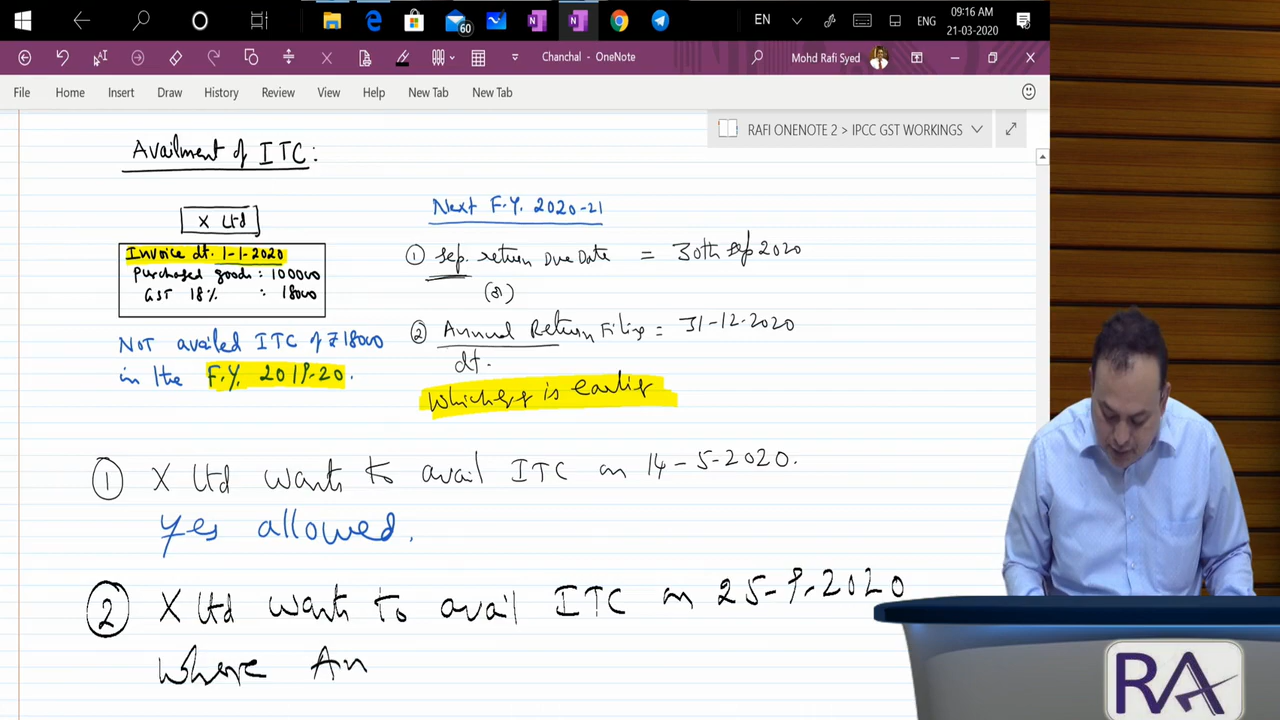 EN
ENG
09:16 AM
21-03-2020
60
Chanchal - OneNote
Mohd Rafi Syed
File Home Insert Draw History Review View Help New Tab New Tab
RAFI ONENOTE 2 > IPCC GST WORKINGS
Availment of ITC:
X Ltd
Invoice dt. 1-1-2020
Purchased goods : 100000
GST 18% : 18000
NOT availed ITC of ₹18000
in the F.Y. 2019-20.
Next F.Y. 2020-21
① Sep. return Due Date = 30th Sep 2020
(or)
② Annual Return Filing = 31-12-2020
dt.
Whichever is earlier
① X Ltd wants to avail ITC on 14-5-2020.
Yes allowed.
② X Ltd wants to avail ITC on 25-9-2020
Where An
RA